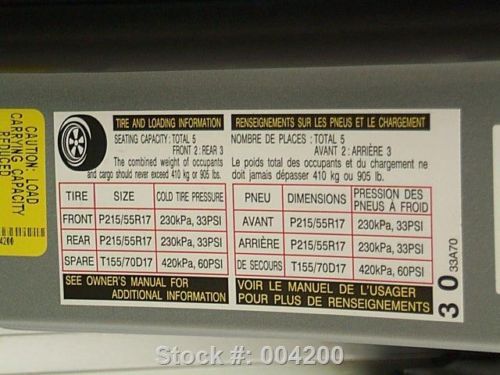 CAUTION: LOAD
CARRYING CAPACITY
REDUCED
4200
TIRE AND LOADING INFORMATION
SEATING CAPACITY: TOTAL 5
FRONT 2 : REAR 3
The combined weight of occupants
and cargo should never exceed 410 kg or 905 lbs.
TIRE SIZE COLD TIRE PRESSURE
FRONT P215/55R17 230kPa, 33PSI
REAR P215/55R17 230kPa, 33PSI
SPARE T155/70D17 420kPa, 60PSI
SEE OWNER'S MANUAL FOR
ADDITIONAL INFORMATION
RENSEIGNEMENTS SUR LES PNEUS ET LE CHARGEMENT
NOMBRE DE PLACES : TOTAL 5
AVANT 2 : ARRIÈRE 3
Le poids total des occupants et du chargement ne
doit jamais dépasser 410 kg ou 905 lb.
PNEU DIMENSIONS PRESSION DES
PNEUS À FROID
AVANT P215/55R17 230kPa, 33PSI
ARRIÈRE P215/55R17 230kPa, 33PSI
DE SECOURS T155/70D17 420kPa, 60PSI
VOIR LE MANUEL DE L'USAGER
POUR PLUS DE RENSEIGNEMENTS
3 0 33A70
Stock #: 004200